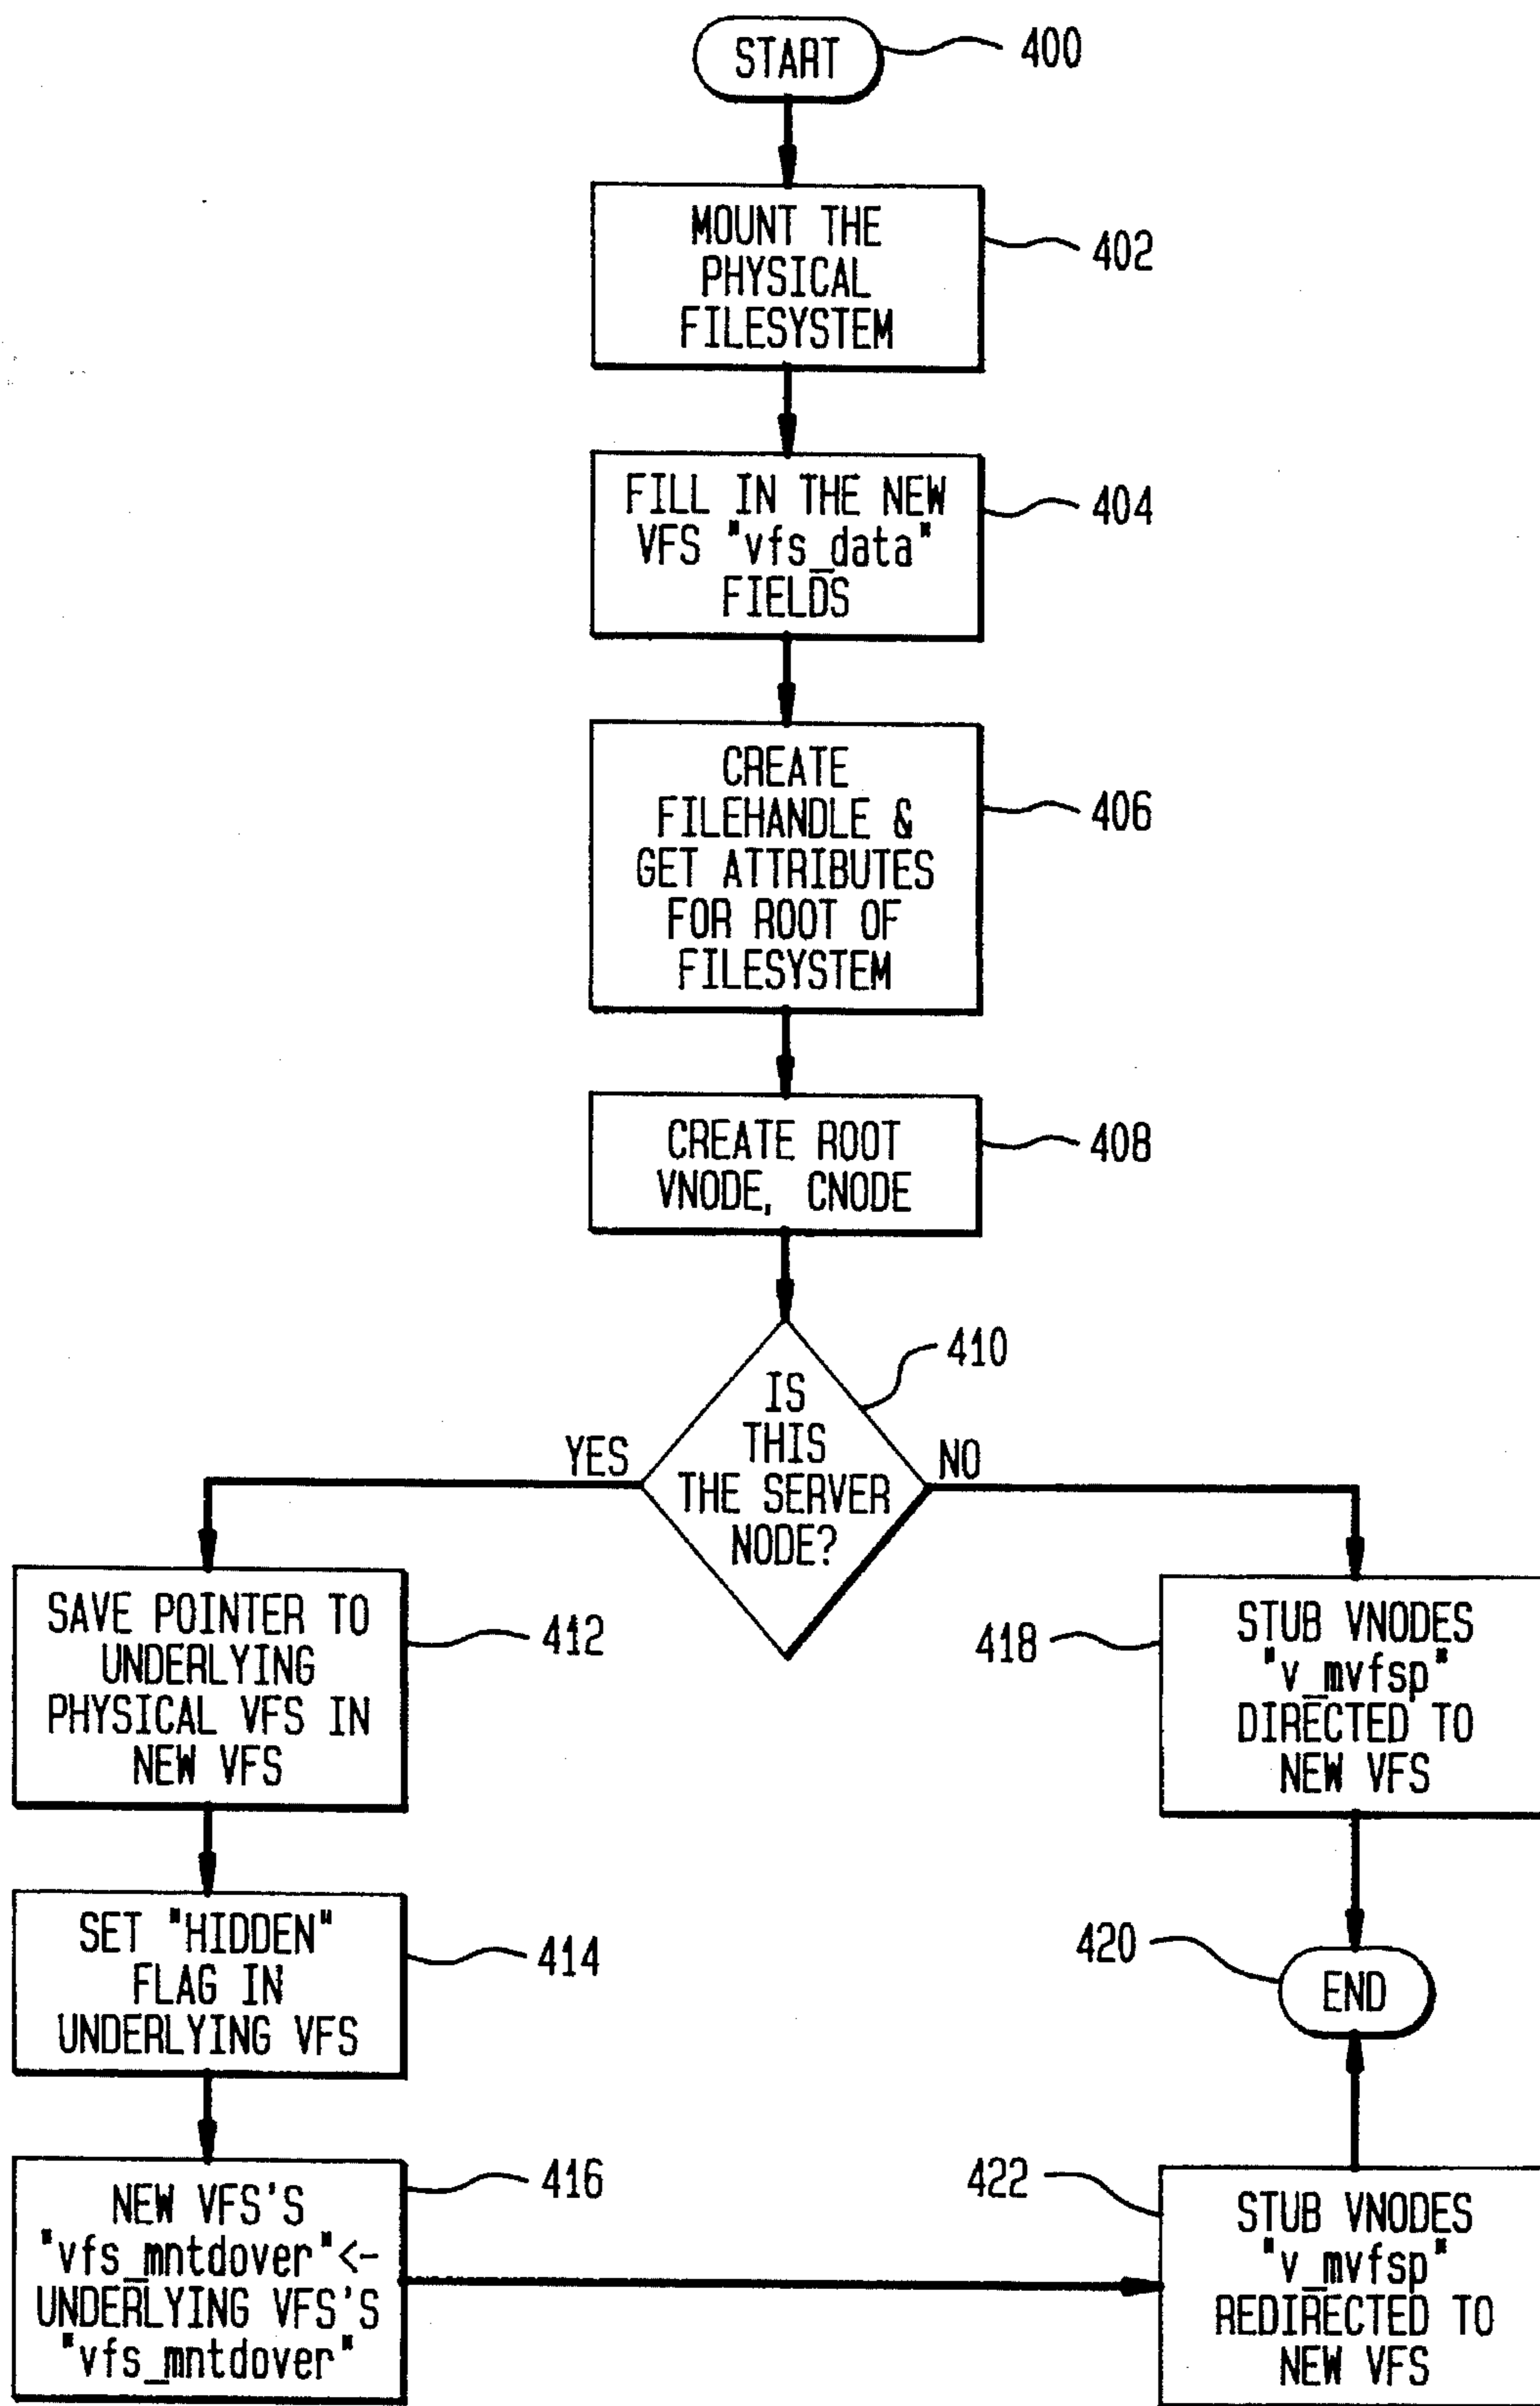 START
400
MOUNT THE
PHYSICAL
FILESYSTEM
402
FILL IN THE NEW
VFS "vfs_data"
FIELDS
404
CREATE
FILEHANDLE &
GET ATTRIBUTES
FOR ROOT OF
FILESYSTEM
406
CREATE ROOT
VNODE, CNODE
408
IS
THIS
THE SERVER
NODE?
410
YES
NO
SAVE POINTER TO
UNDERLYING
PHYSICAL VFS IN
NEW VFS
412
SET "HIDDEN"
FLAG IN
UNDERLYING VFS
414
NEW VFS'S
"vfs_mntdover"<-
UNDERLYING VFS'S
"vfs_mntdover"
416
STUB VNODES
"v_mvfsp"
DIRECTED TO
NEW VFS
418
END
420
STUB VNODES
"v_mvfsp"
REDIRECTED TO
NEW VFS
422